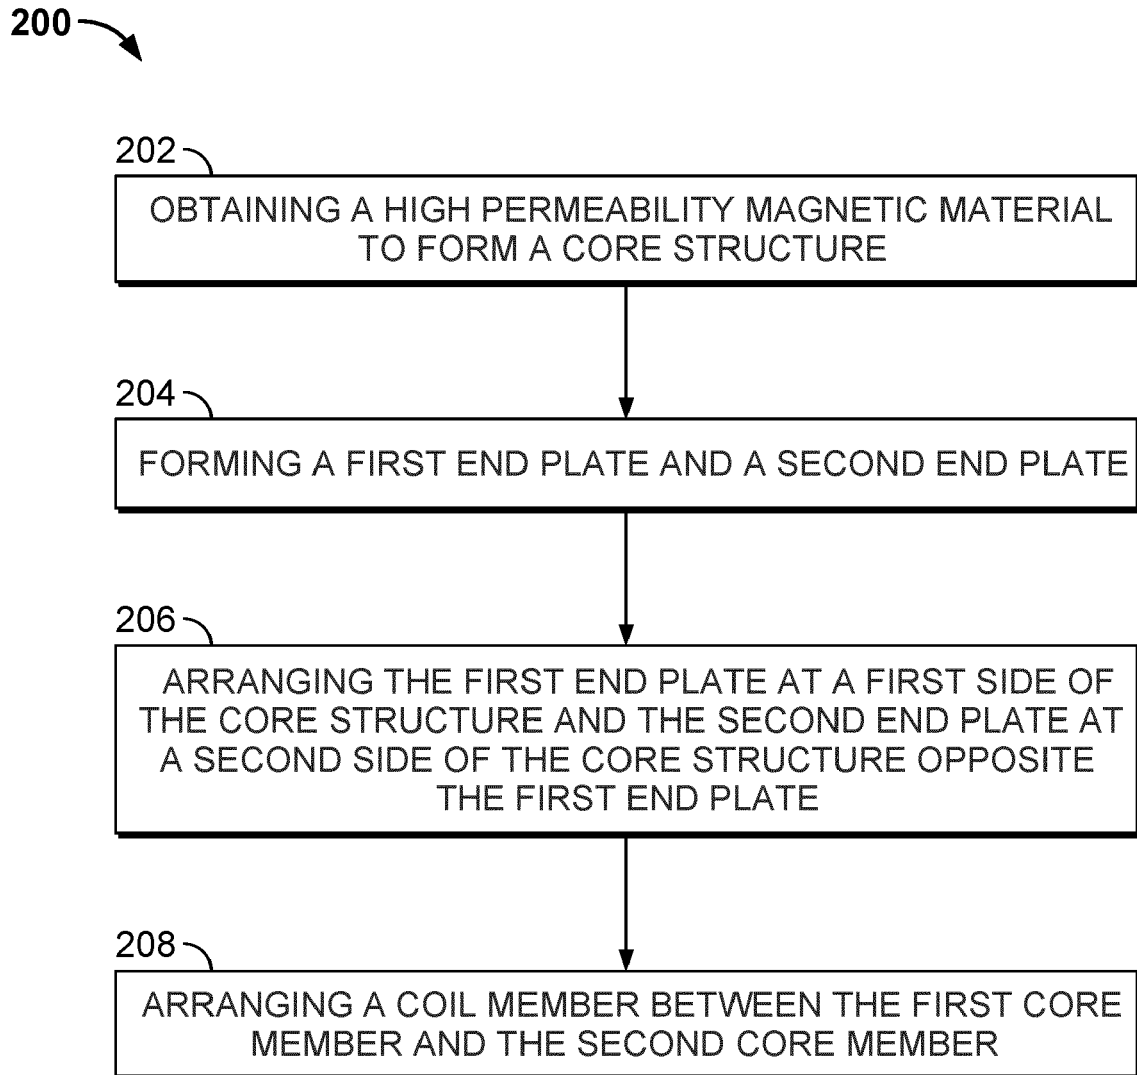 200
202
OBTAINING A HIGH PERMEABILITY MAGNETIC MATERIAL
TO FORM A CORE STRUCTURE
204
FORMING A FIRST END PLATE AND A SECOND END PLATE
206
ARRANGING THE FIRST END PLATE AT A FIRST SIDE OF
THE CORE STRUCTURE AND THE SECOND END PLATE AT
A SECOND SIDE OF THE CORE STRUCTURE OPPOSITE
THE FIRST END PLATE
208
ARRANGING A COIL MEMBER BETWEEN THE FIRST CORE
MEMBER AND THE SECOND CORE MEMBER